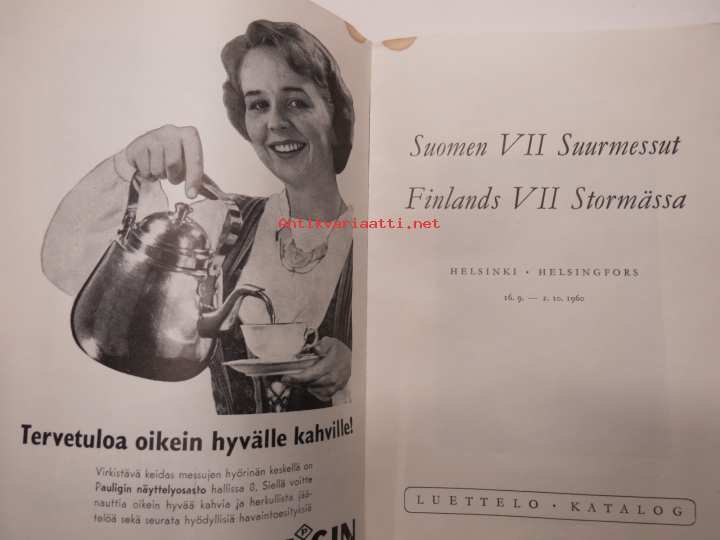 Tervetuloa oikein hyvälle kahville!
Virkistävä keidas messujen hyörinän keskellä on
Pauligin näyttelyosasto hallissa 8. Siellä voitte
nauttia oikein hyvää kahvia ja herkullista jää-
telöä sekä seurata hyödyllisiä havaintoesityksiä
Suomen VII Suurmessut
Finlands VII Stormässa
HELSINKI · HELSINGFORS
16. 9. — 2. 10. 1960
LUETTELO · KATALOG
Antikvariaatti.net